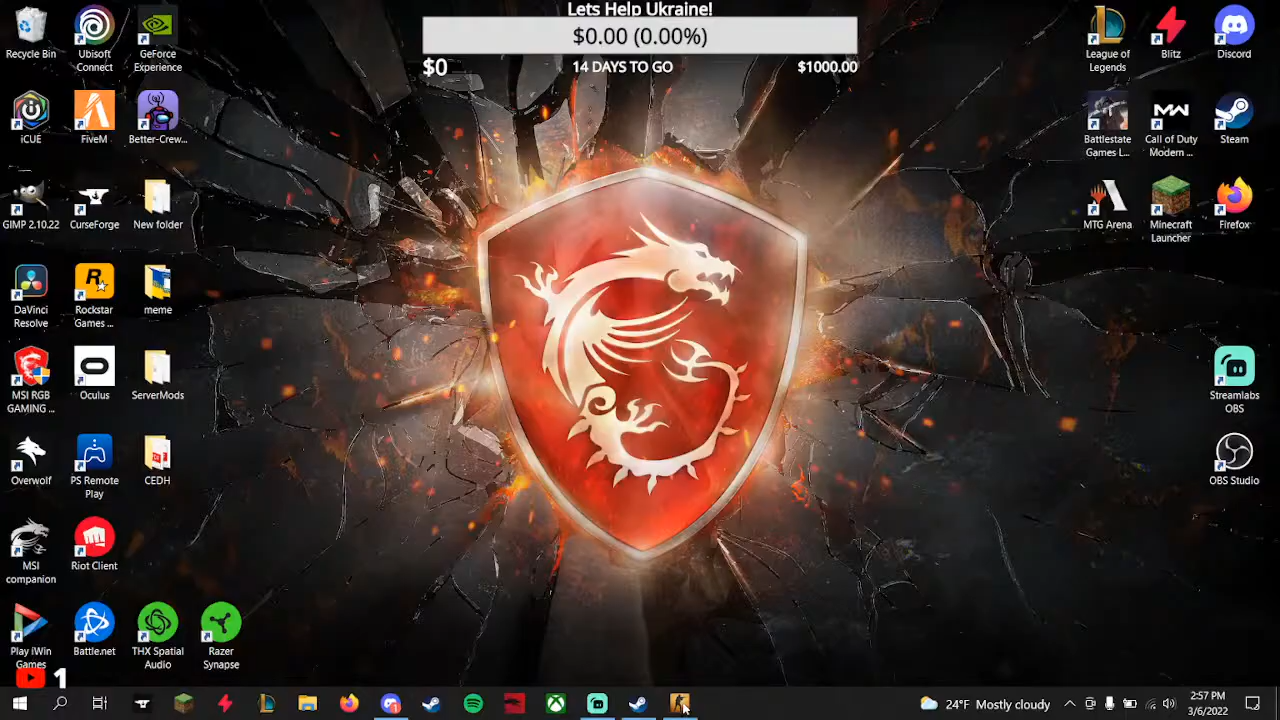 Lets Help Ukraine!
$0.00 (0.00%)
$0
14 DAYS TO GO
$1000.00
Recycle Bin
Ubisoft
Connect
GeForce
Experience
iCUE
FiveM
Better-Crew...
GIMP 2.10.22
CurseForge
New folder
DaVinci
Resolve
Rockstar
Games ...
meme
MSI RGB
GAMING ...
Oculus
ServerMods
Overwolf
PS Remote
Play
CEDH
MSI
companion
Riot Client
Play iWin
Games
Battle.net
THX Spatial
Audio
Razer
Synapse
League of
Legends
Blitz
Discord
Battlestate
Games L...
Call of Duty
Modern ...
Steam
MTG Arena
Minecraft
Launcher
Firefox
Streamlabs
OBS
OBS Studio
1
24°F Mostly cloudy
2:57 PM
3/6/2022